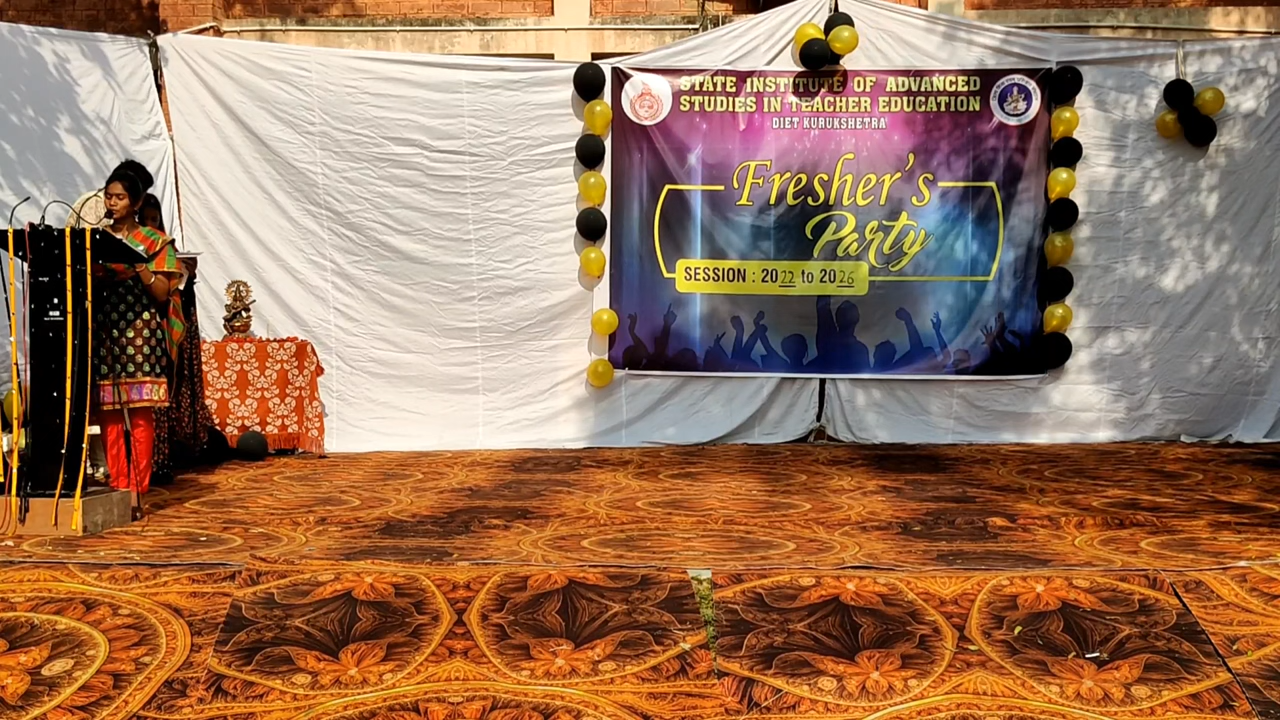 STATE INSTITUTE OF ADVANCED
STUDIES IN TEACHER EDUCATION
DIET KURUKSHETRA
Fresher's
Party
SESSION : 2022 to 2026